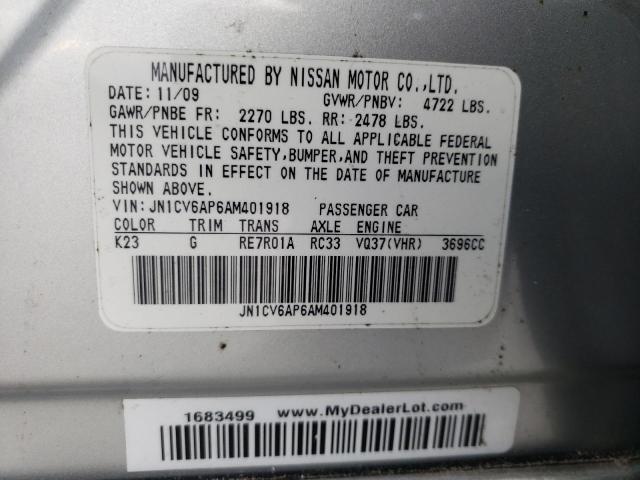 MANUFACTURED BY NISSAN MOTOR CO.,LTD.
DATE: 11/09 GVWR/PNBV: 4722 LBS.
GAWR/PNBE FR: 2270 LBS. RR: 2478 LBS.
THIS VEHICLE CONFORMS TO ALL APPLICABLE FEDERAL
MOTOR VEHICLE SAFETY,BUMPER,AND THEFT PREVENTION
STANDARDS IN EFFECT ON THE DATE OF MANUFACTURE
SHOWN ABOVE.
VIN: JN1CV6AP6AM401918 PASSENGER CAR
COLOR TRIM TRANS AXLE ENGINE
K23 G RE7R01A RC33 VQ37(VHR) 3696CC
JN1CV6AP6AM401918
1683499 www.MyDealerLot.com